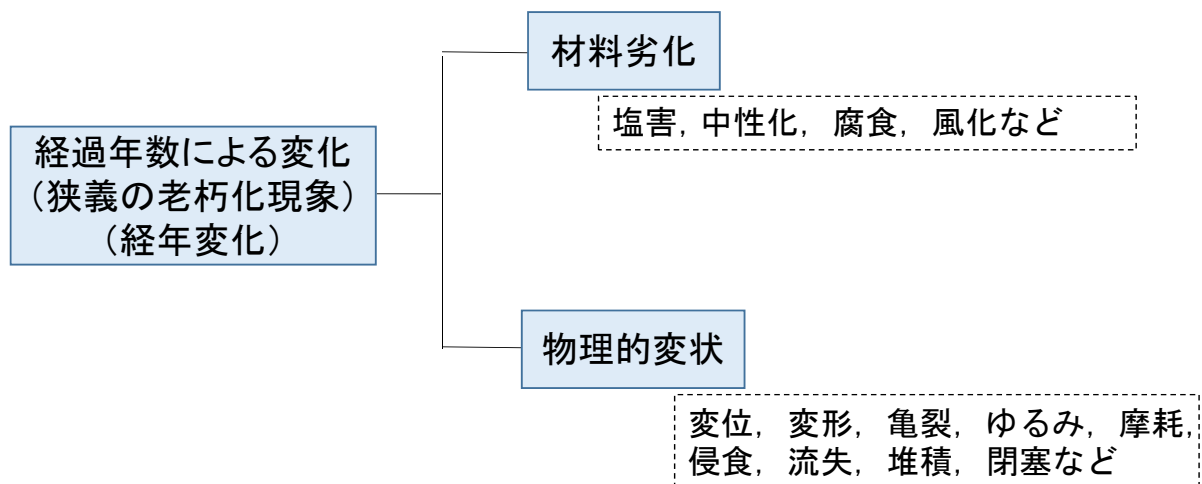 材料劣化
塩害, 中性化, 腐食, 風化など
経過年数による変化
（狭義の老朽化現象）
（経年変化）
物理的変状
変位, 変形, 亀裂, ゆるみ, 摩耗,
侵食, 流失, 堆積, 閉塞など